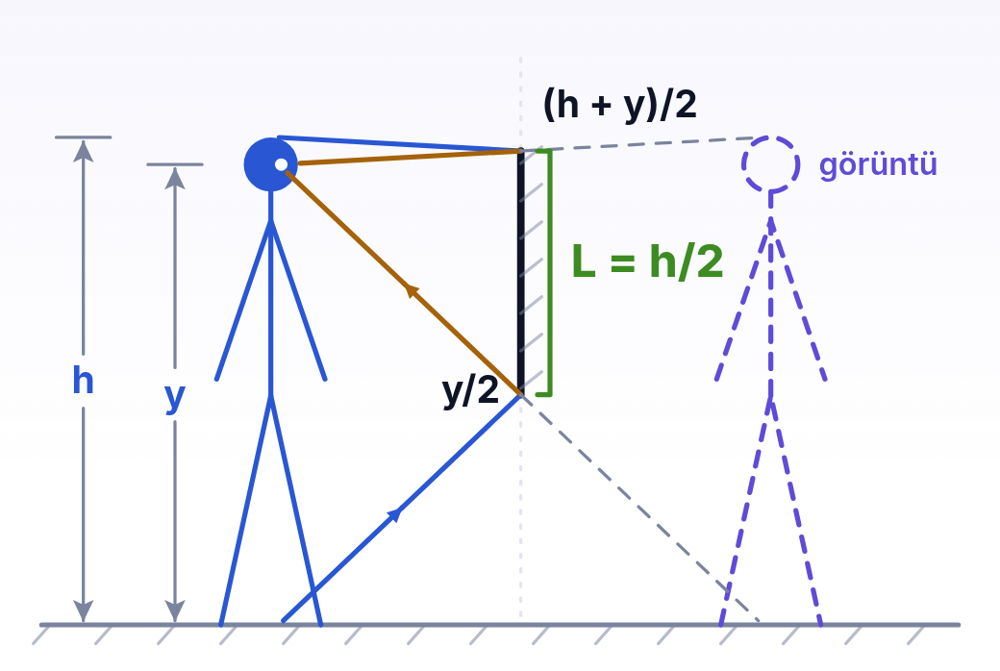 (h + y)/2
görüntü
L = h/2
h
y
y/2